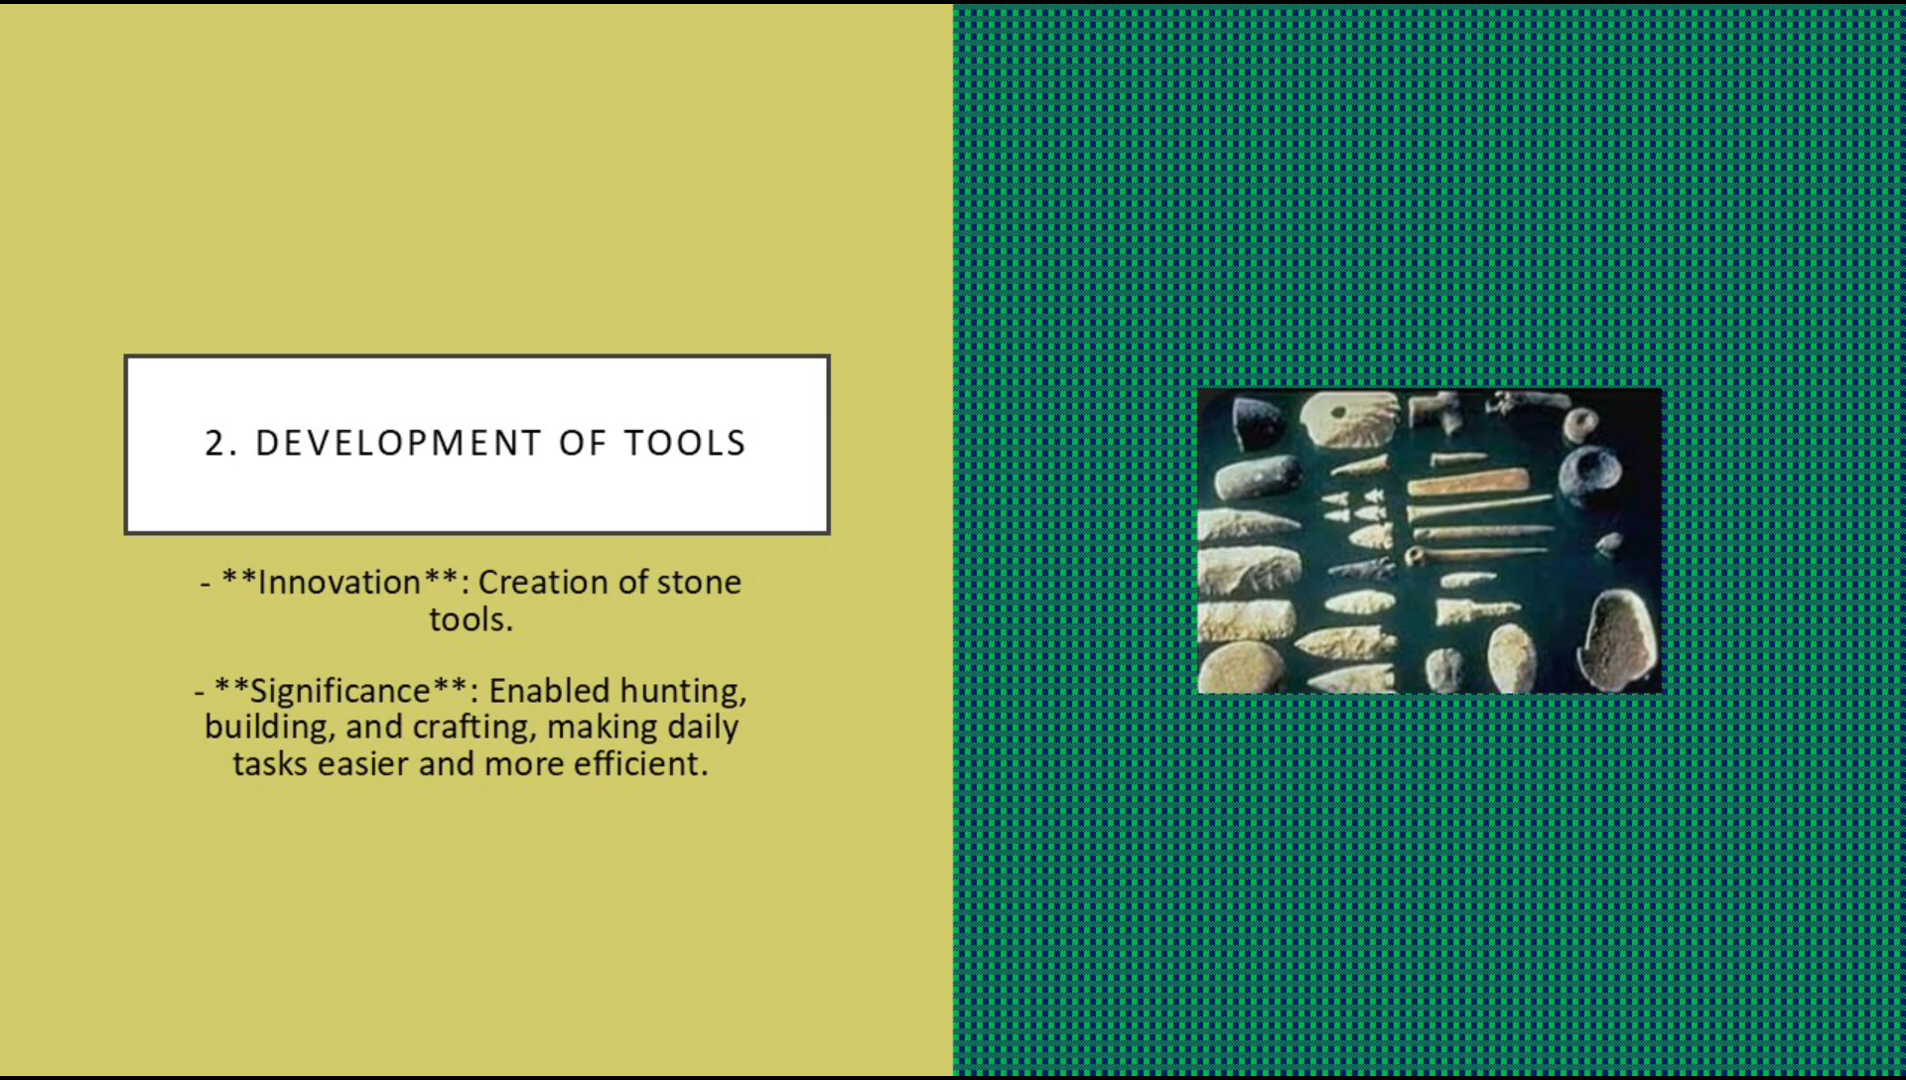 2. DEVELOPMENT OF TOOLS
- **Innovation**: Creation of stone
tools.
- **Significance**: Enabled hunting,
building, and crafting, making daily
tasks easier and more efficient.